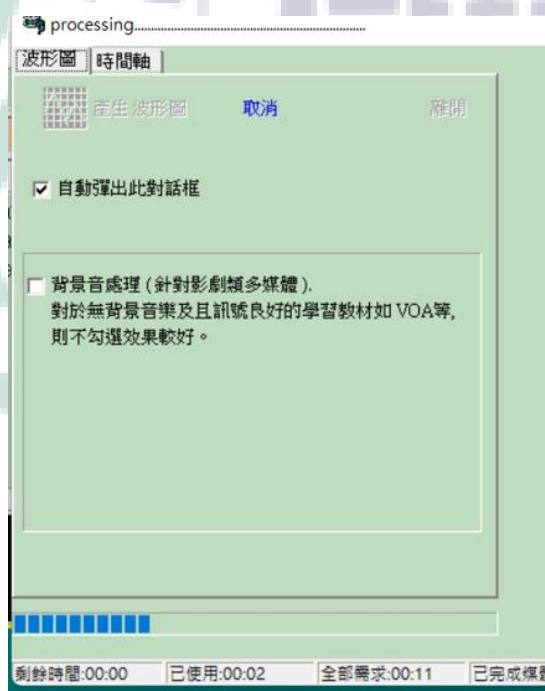 processing......................................................................
波形圖 時間軸
產生 波形圖 取消 離開
自動彈出此對話框
背景音處理 (針對影劇類多媒體).
對於無背景音樂及且訊號良好的學習教材如 VOA等,
則不勾選效果較好。
剩餘時間:00:00 已使用:00:02 全部需求:00:11 已完成媒體